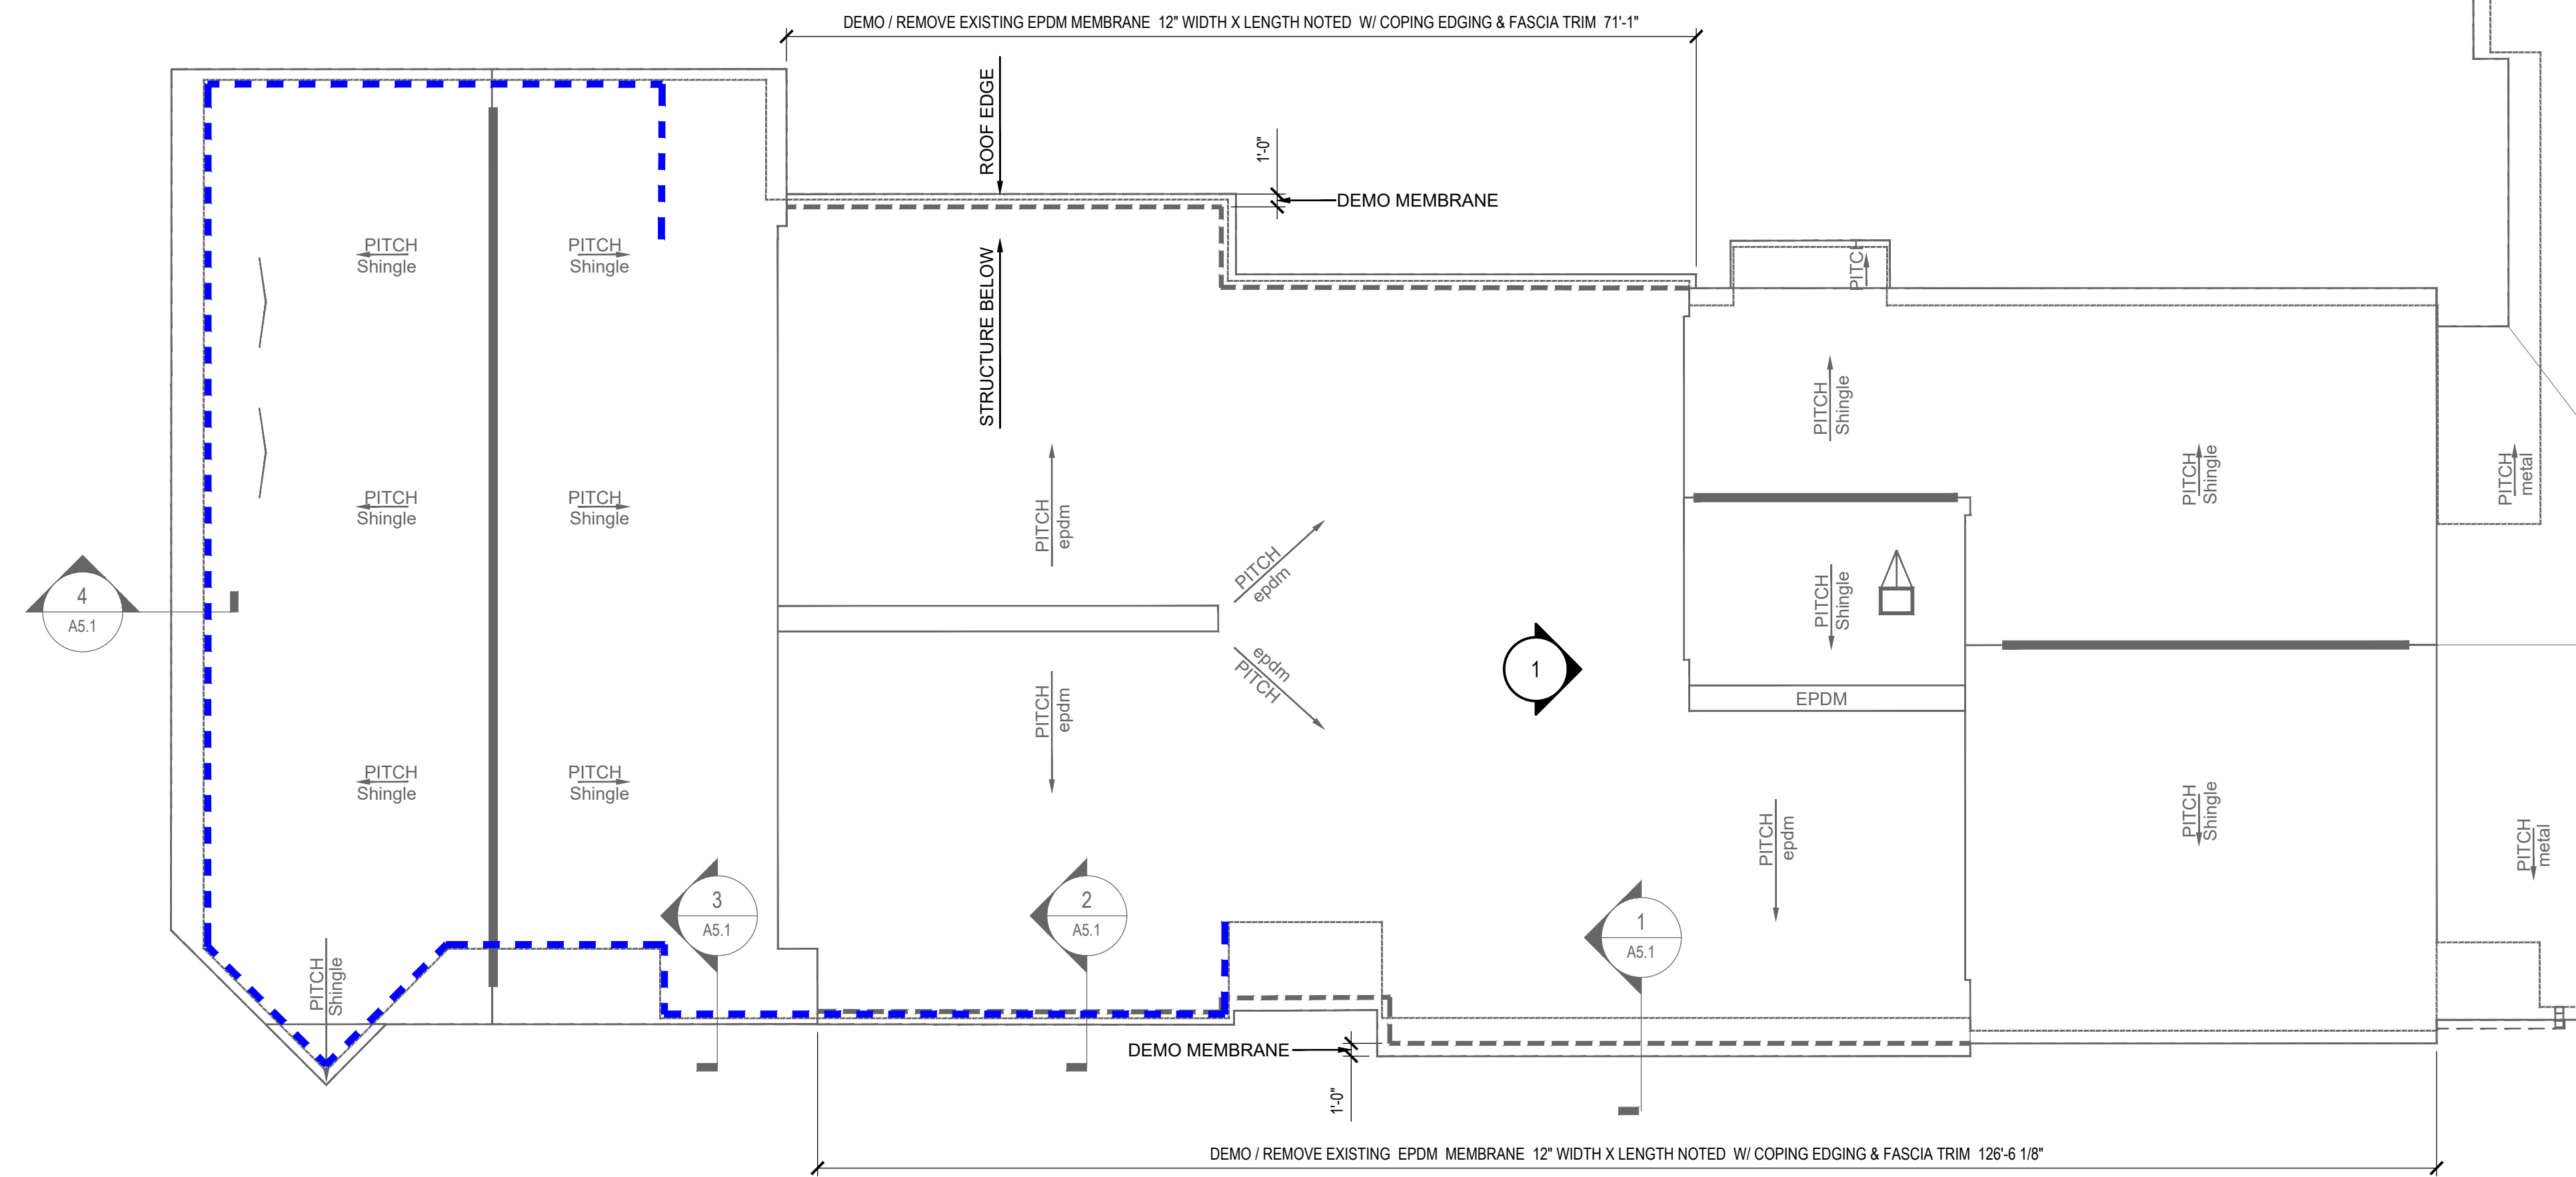 DEMO / REMOVE EXISTING EPDM MEMBRANE 12" WIDTH X LENGTH NOTED W/ COPING EDGING & FASCIA TRIM 71'-1"
ROOF EDGE
1'-0"
DEMO MEMBRANE
STRUCTURE BELOW
PITCH
Shingle
PITCH
Shingle
PITCH
PITCH
Shingle
PITCH
Shingle
PITCH
metal
PITCH
Shingle
PITCH
Shingle
PITCH
epdm
PITCH
epdm
PITCH
Shingle
4
A5.1
epdm
PITCH
1
PITCH
epdm
EPDM
PITCH
Shingle
PITCH
Shingle
PITCH
epdm
PITCH
Shingle
PITCH
metal
3
A5.1
2
A5.1
1
A5.1
PITCH
Shingle
DEMO MEMBRANE
1'-0"
DEMO / REMOVE EXISTING EPDM MEMBRANE 12" WIDTH X LENGTH NOTED W/ COPING EDGING & FASCIA TRIM 126'-6 1/8"